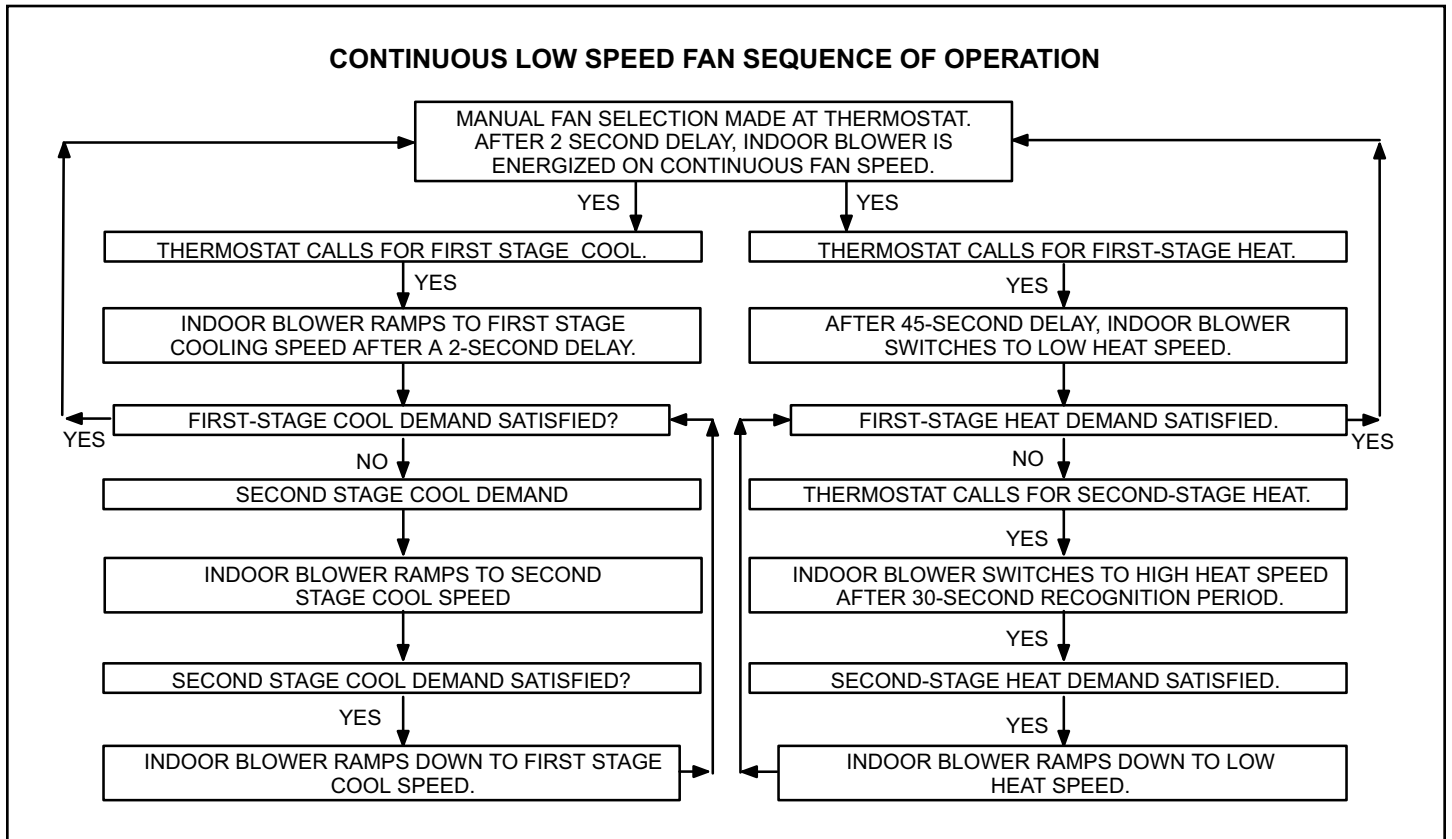 CONTINUOUS LOW SPEED FAN SEQUENCE OF OPERATION
MANUAL FAN SELECTION MADE AT THERMOSTAT.
AFTER 2 SECOND DELAY, INDOOR BLOWER IS
ENERGIZED ON CONTINUOUS FAN SPEED.
YES
YES
THERMOSTAT CALLS FOR FIRST STAGE COOL.
YES
INDOOR BLOWER RAMPS TO FIRST STAGE
COOLING SPEED AFTER A 2-SECOND DELAY.
FIRST-STAGE COOL DEMAND SATISFIED?
YES
NO
SECOND STAGE COOL DEMAND
INDOOR BLOWER RAMPS TO SECOND
STAGE COOL SPEED
SECOND STAGE COOL DEMAND SATISFIED?
YES
INDOOR BLOWER RAMPS DOWN TO FIRST STAGE
COOL SPEED.
THERMOSTAT CALLS FOR FIRST-STAGE HEAT.
YES
AFTER 45-SECOND DELAY, INDOOR BLOWER
SWITCHES TO LOW HEAT SPEED.
FIRST-STAGE HEAT DEMAND SATISFIED.
YES
NO
THERMOSTAT CALLS FOR SECOND-STAGE HEAT.
YES
INDOOR BLOWER SWITCHES TO HIGH HEAT SPEED
AFTER 30-SECOND RECOGNITION PERIOD.
YES
SECOND-STAGE HEAT DEMAND SATISFIED.
YES
INDOOR BLOWER RAMPS DOWN TO LOW
HEAT SPEED.